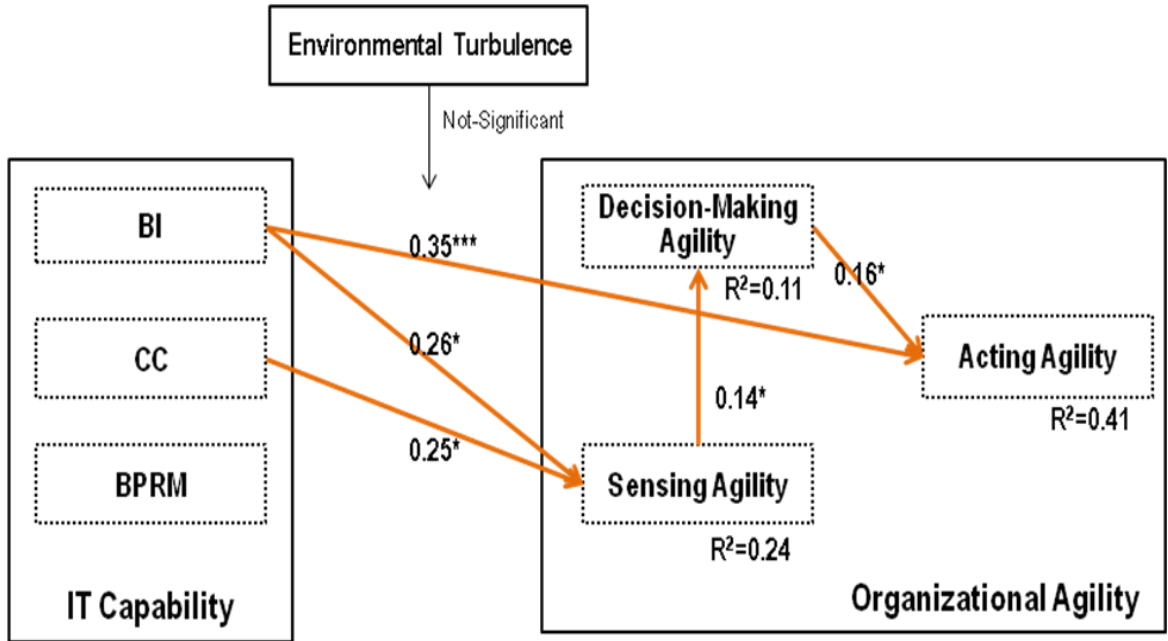 Environmental Turbulence
Not-Significant
BI
CC
BPRM
IT Capability
0.35***
0.26*
0.25*
Decision-Making
Agility
R²=0.11
0.16*
Acting Agility
R²=0.41
0.14*
Sensing Agility
R²=0.24
Organizational Agility